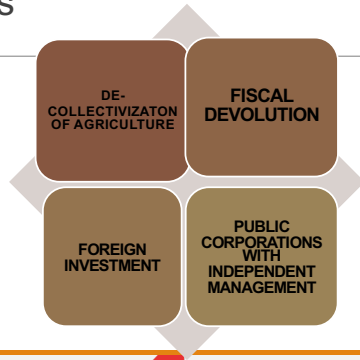 S
DE-
COLLECTIVIZATON
OF AGRICULTURE
FISCAL
DEVOLUTION
FOREIGN
INVESTMENT
PUBLIC
CORPORATIONS
WITH
INDEPENDENT
MANAGEMENT